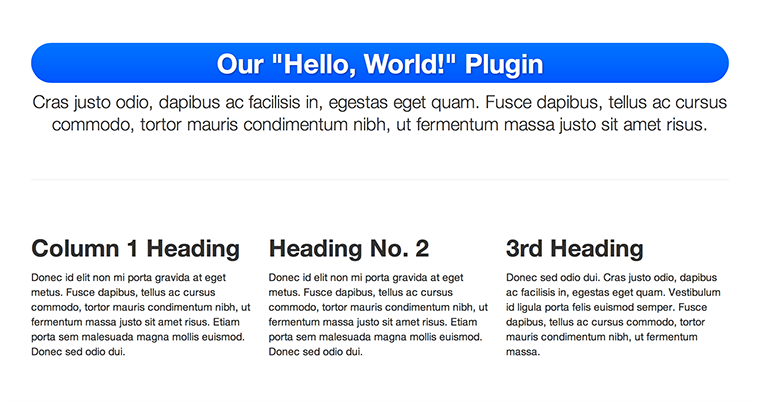 Our "Hello, World!" Plugin
Cras justo odio, dapibus ac facilisis in, egestas eget quam. Fusce dapibus, tellus ac cursus
commodo, tortor mauris condimentum nibh, ut fermentum massa justo sit amet risus.
Column 1 Heading
Donec id elit non mi porta gravida at eget
metus. Fusce dapibus, tellus ac cursus
commodo, tortor mauris condimentum nibh, ut
fermentum massa justo sit amet risus. Etiam
porta sem malesuada magna mollis euismod.
Donec sed odio dui.
Heading No. 2
Donec id elit non mi porta gravida at eget
metus. Fusce dapibus, tellus ac cursus
commodo, tortor mauris condimentum nibh, ut
fermentum massa justo sit amet risus. Etiam
porta sem malesuada magna mollis euismod.
Donec sed odio dui.
3rd Heading
Donec sed odio dui. Cras justo odio, dapibus
ac facilisis in, egestas eget quam. Vestibulum
id ligula porta felis euismod semper. Fusce
dapibus, tellus ac cursus commodo, tortor
mauris condimentum nibh, ut fermentum
massa.